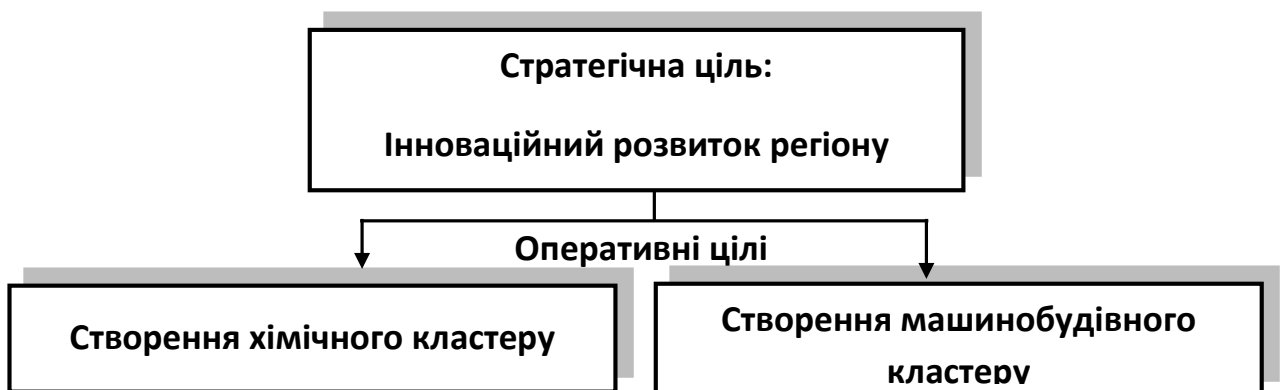 Стратегічна ціль:
Інноваційний розвиток регіону
Оперативні цілі
Створення хімічного кластеру
Створення машинобудівного
кластеру